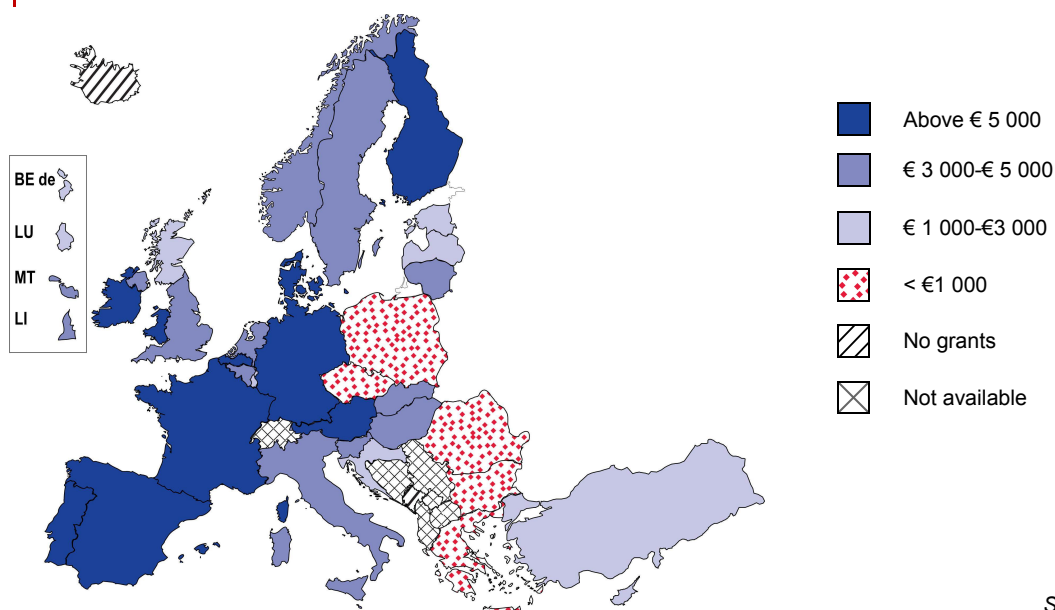 BE de
LU
MT
LI
Above € 5 000
€ 3 000-€ 5 000
€ 1 000-€3 000
< €1 000
No grants
Not available
S